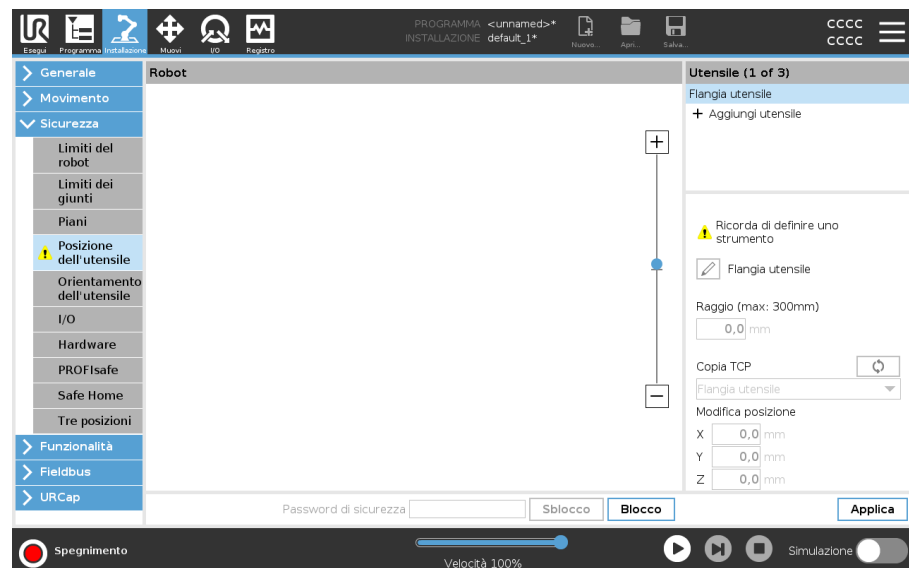 PROGRAMMA <unnamed>*
INSTALLAZIONE default_1*
UR
Esegui
Programma
Installazione
Muovi
I/O
Registro
Nuovo...
Apri...
Salva...
cccc
cccc
Generale
Movimento
Sicurezza
Limiti del
robot
Limiti dei
giunti
Piani
Posizione
dell'utensile
Orientamento
dell'utensile
I/O
Hardware
PROFIsafe
Safe Home
Tre posizioni
Funzionalità
Fieldbus
URCap
Robot
Utensile (1 of 3)
Flangia utensile
+ Aggiungi utensile
Ricorda di definire uno
strumento
Flangia utensile
Raggio (max: 300mm)
0,0 mm
Copia TCP
Flangia utensile
Modifica posizione
X 0,0 mm
Y 0,0 mm
Z 0,0 mm
Password di sicurezza
Sblocco
Blocco
Applica
Spegnimento
Velocità 100%
Simulazione